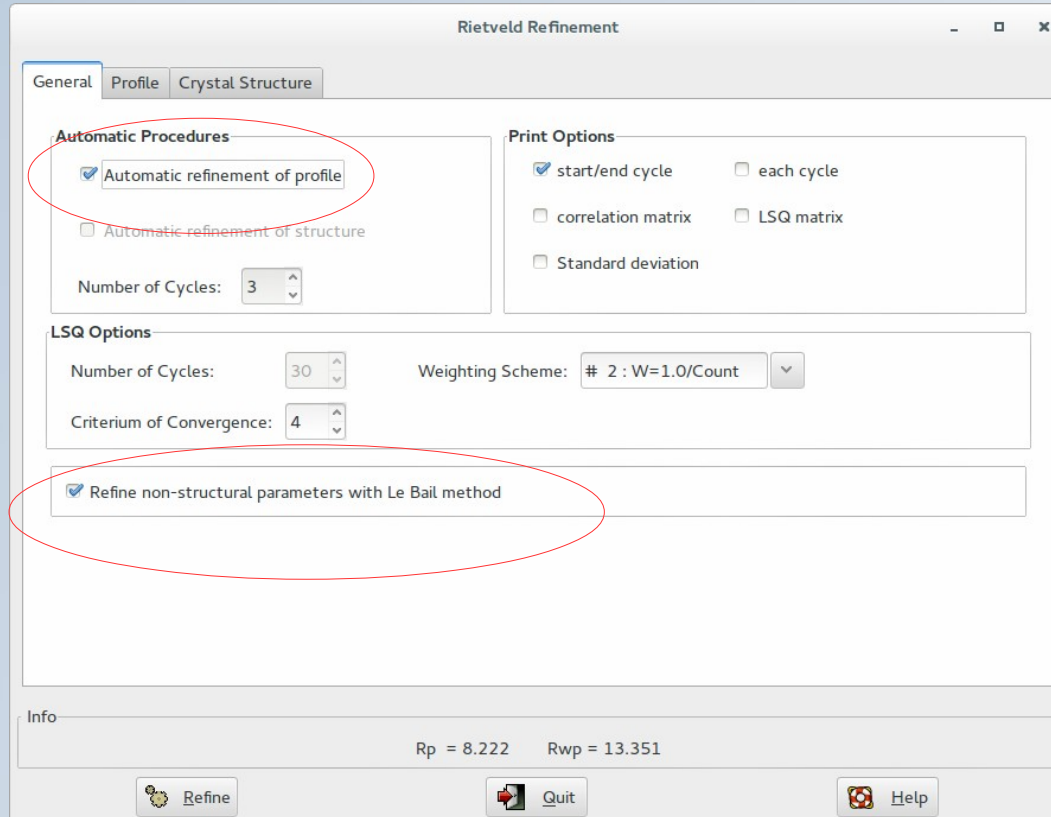 Rietveld Refinement
General Profile Crystal Structure
Automatic Procedures
Automatic refinement of profile
Automatic refinement of structure
Number of Cycles: 3
Print Options
start/end cycle each cycle
correlation matrix LSQ matrix
Standard deviation
LSQ Options
Number of Cycles: 30 Weighting Scheme: # 2 : W=1.0/Count
Criterium of Convergence: 4
Refine non-structural parameters with Le Bail method
Info
Rp = 8.222 Rwp = 13.351
Refine Quit Help